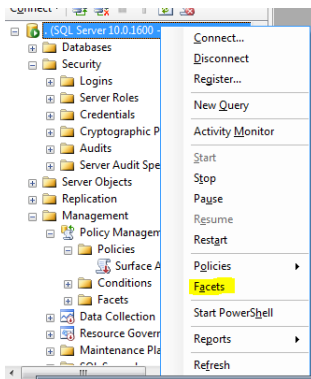 Connect
. (SQL Server 10.0.1600 -
Databases
Security
Logins
Server Roles
Credentials
Cryptographic P
Audits
Server Audit Spe
Server Objects
Replication
Management
Policy Managem
Policies
Surface A
Conditions
Facets
Data Collection
Resource Govern
Maintenance Pla
Connect...
Disconnect
Register...
New Query
Activity Monitor
Start
Stop
Pause
Resume
Restart
Policies
Facets
Start PowerShell
Reports
Refresh